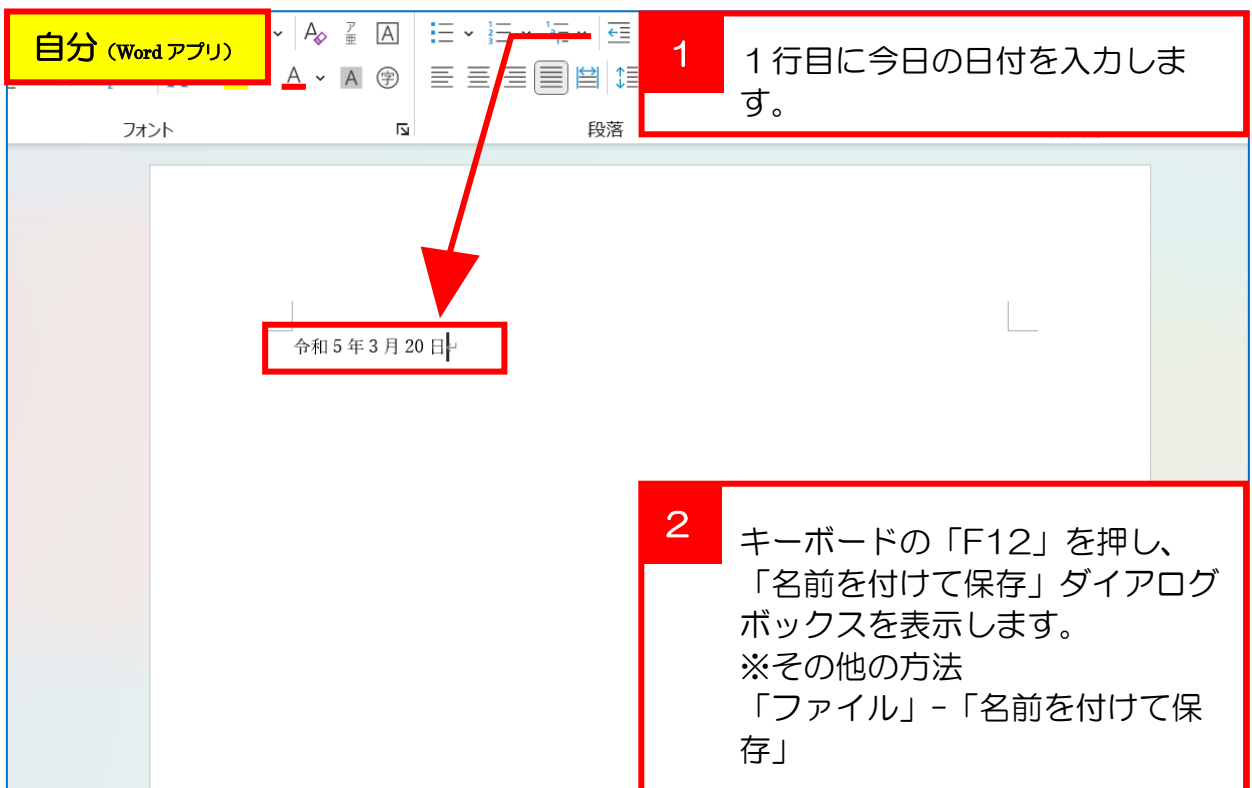 自分（Word アプリ）
フォント
段落
1
１行目に今日の日付を入力しま
す。
令和 5 年 3 月 20 日
2
キーボードの「F12」を押し、
「名前を付けて保存」ダイアログ
ボックスを表示します。
※その他の方法
「ファイル」-「名前を付けて保
存」